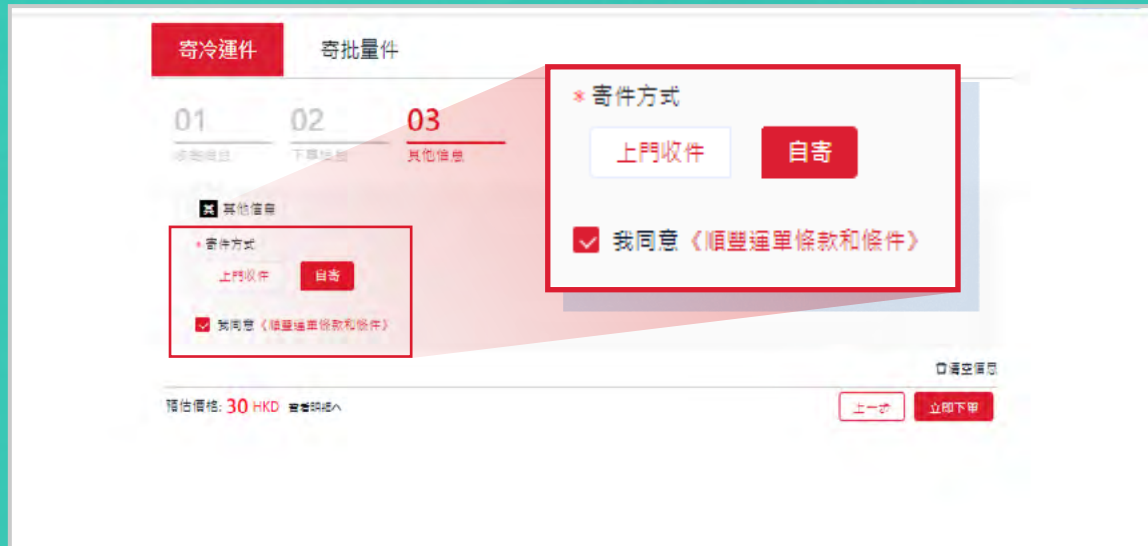 寄冷運件 寄批量件
01 02 03
下單信息 其他信息
其他信息
* 寄件方式
上門收件 自寄
我同意《順豐運單條款和條件》
* 寄件方式
上門收件 自寄
我同意《順豐運單條款和條件》
清空信息
預估價格: 30 HKD 查看明細
上一步 立即下單